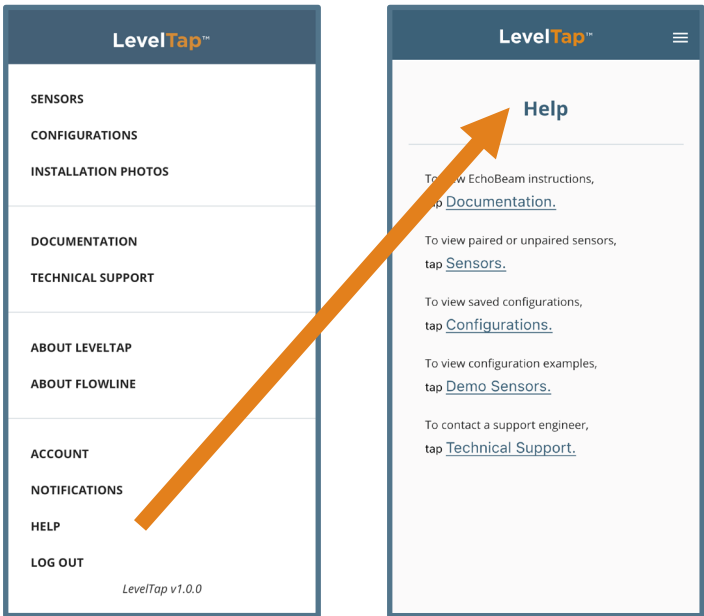 LevelTap™
SENSORS
CONFIGURATIONS
INSTALLATION PHOTOS
DOCUMENTATION
TECHNICAL SUPPORT
ABOUT LEVELTAP
ABOUT FLOWLINE
ACCOUNT
NOTIFICATIONS
HELP
LOG OUT
LevelTap v1.0.0
LevelTap™
Help
EchoBeam instructions,
Documentation.
To view paired or unpaired sensors,
tap Sensors.
To view saved configurations,
tap Configurations.
To view configuration examples,
tap Demo Sensors.
To contact a support engineer,
tap Technical Support.